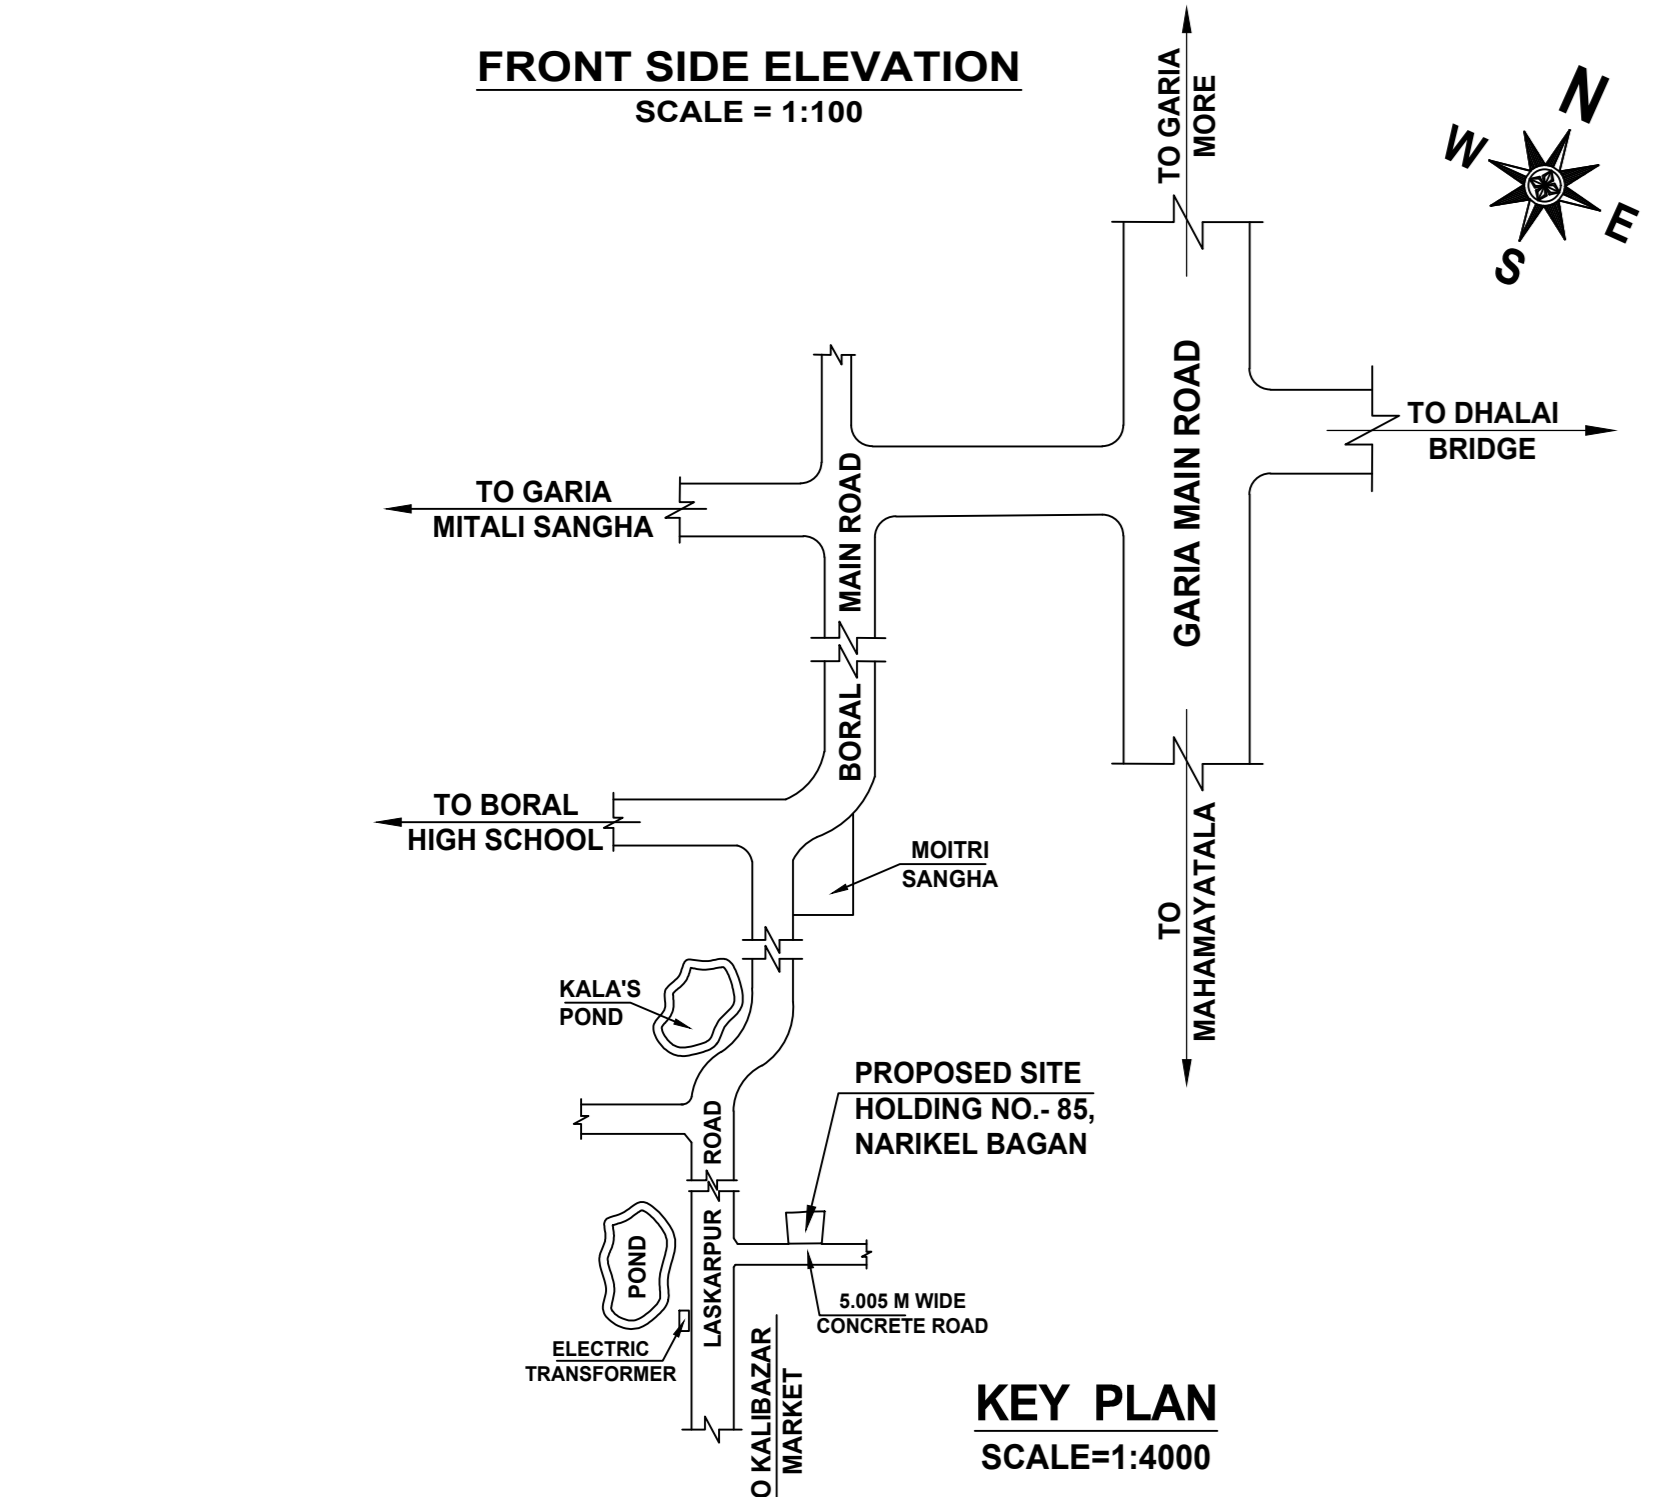 FRONT SIDE ELEVATION
SCALE = 1:100
TO GARIA
MORE
N
W
E
S
GARIA MAIN ROAD
TO DHALAI
BRIDGE
TO GARIA
MITALI SANGHA
MAIN ROAD
BORAL
TO BORAL
HIGH SCHOOL
MOITRI
SANGHA
TO
MAHAMAYATALA
KALA'S
POND
PROPOSED SITE
HOLDING NO.- 85,
NARIKEL BAGAN
ROAD
LASKARPUR
POND
5.005 M WIDE
CONCRETE ROAD
ELECTRIC
TRANSFORMER
O KALIBAZAR
MARKET
KEY PLAN
SCALE=1:4000